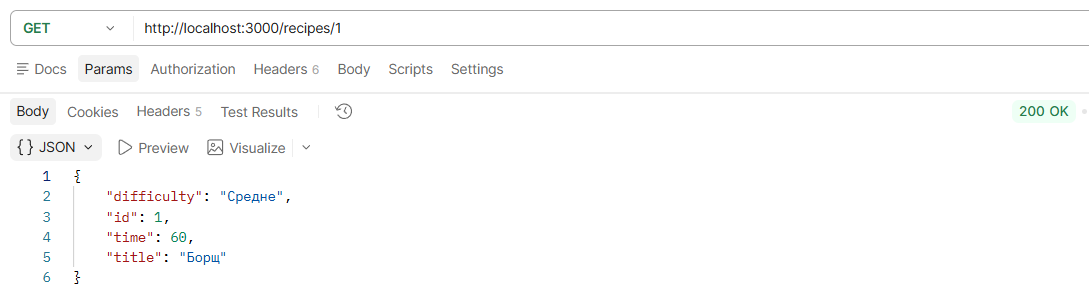 GET http://localhost:3000/recipes/1
Docs Params Authorization Headers 6 Body Scripts Settings
Body Cookies Headers 5 Test Results 200 OK
{} JSON Preview Visualize
1 {
2 "difficulty": "Средне",
3 "id": 1,
4 "time": 60,
5 "title": "Борщ"
6 }